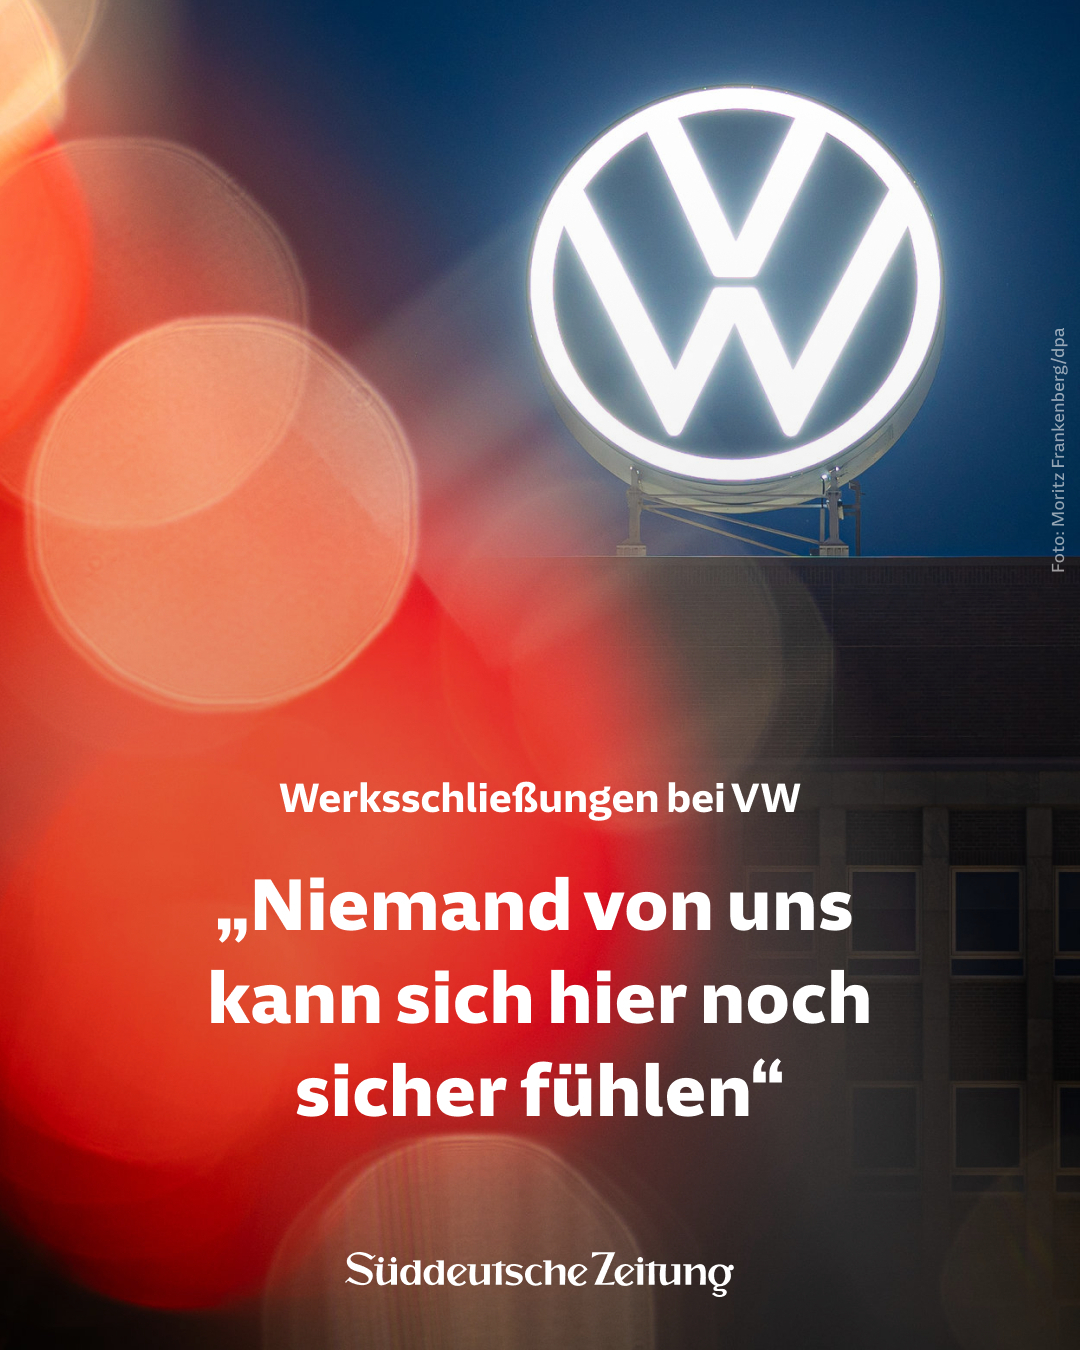 Foto: Moritz Frankenberg/dpa
Werksschließungen bei VW
„Niemand von uns
kann sich hier noch
sicher fühlen“
Süddeutsche Zeitung